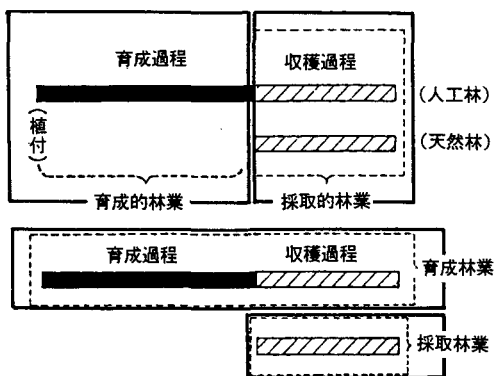 育成過程 収穫過程
(人工林)
(植付)
(天然林)
育成的林業 採取的林業
育成過程 収穫過程
育成林業
採取林業